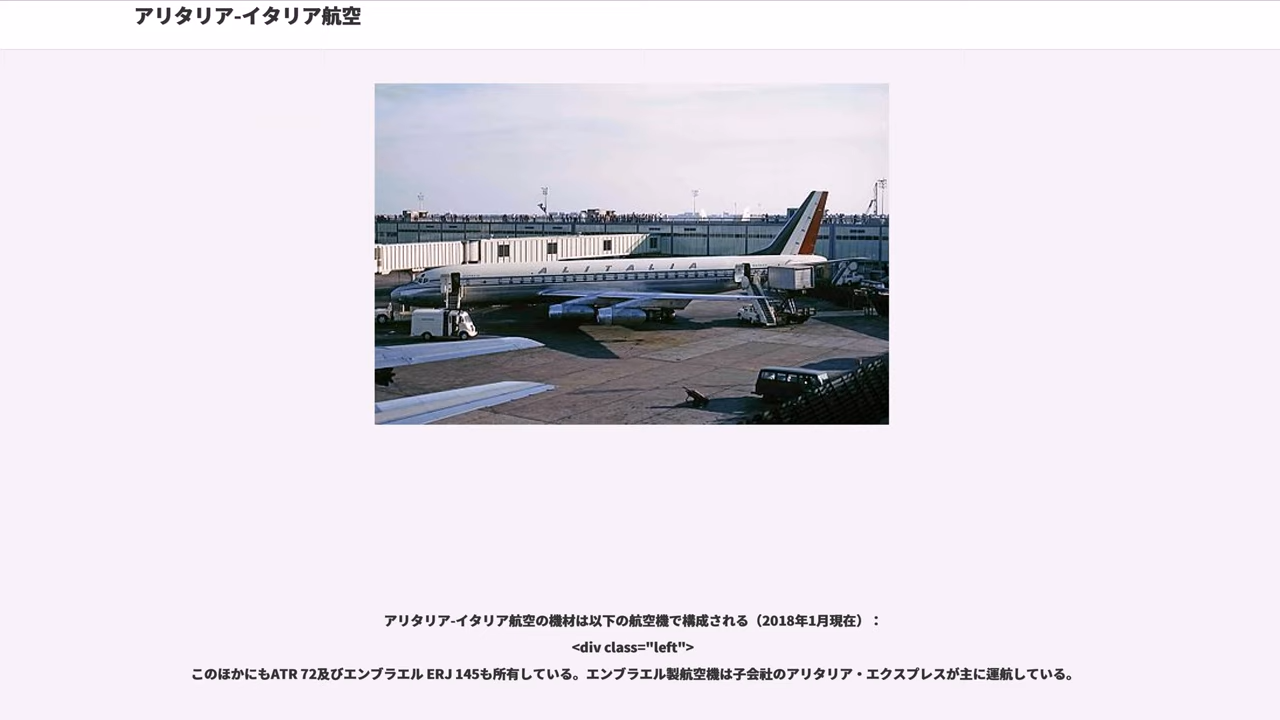 アリタリア-イタリア航空
ALITALIA
アリタリア-イタリア航空の機材は以下の航空機で構成される（2018年1月現在）：
<div class="left">
このほかにもATR 72及びエンブラエル ERJ 145も所有している。エンブラエル製航空機は子会社のアリタリア・エクスプレスが主に運航している。